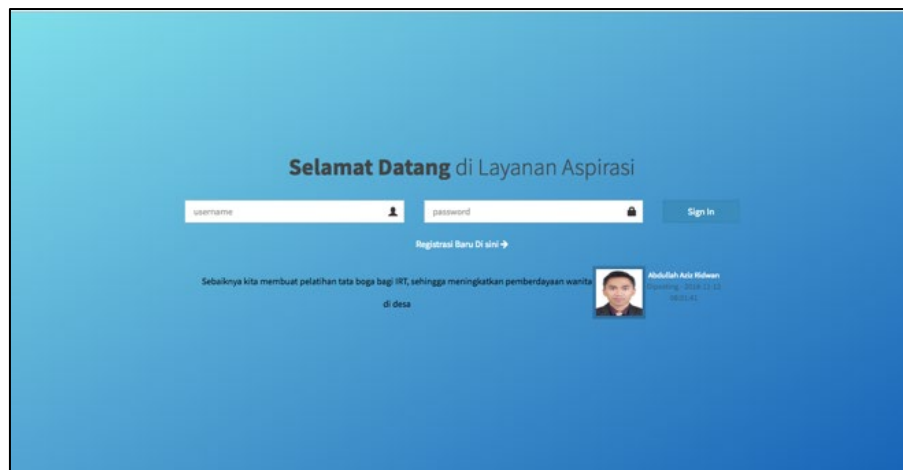 Selamat Datang di Layanan Aspirasi
username
password
Sign In
Registrasi Baru Di sini
Sebaiknya kita membuat pelatihan tata boga bagi IRT, sehingga meningkatkan pemberdayaan wanita
di desa
Abdullah Aziz Ridwan